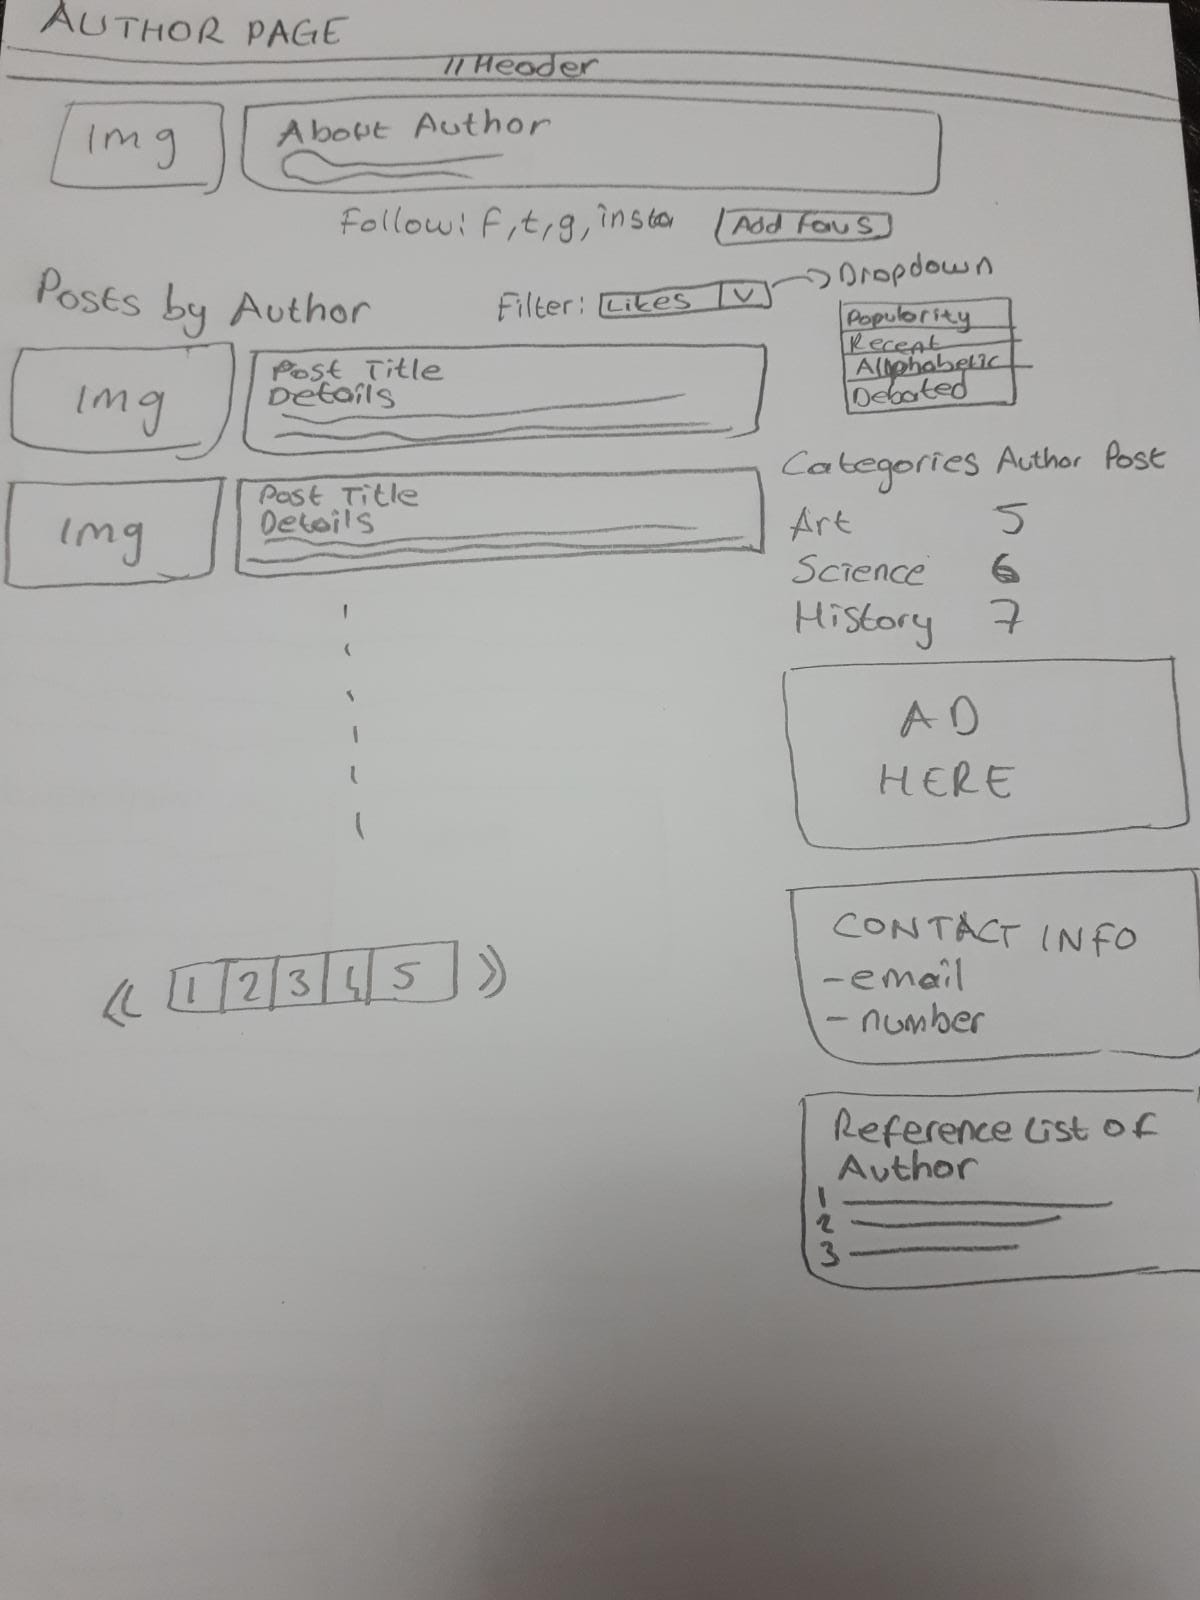 AUTHOR PAGE
// Header
Img
About Author
Follow: f, t, g, insta
Add Favs
Posts by Author
Filter: Likes V
Dropdown
Popularity
Recent
Allphabetic
Debated
Img
Post Title
Details
Img
Post Title
Details
Categories Author Post
Art 5
Science 6
History 7
AD
HERE
CONTACT INFO
- email
- number
Reference List of
Author
1
2
3
« 1 2 3 4 5 »